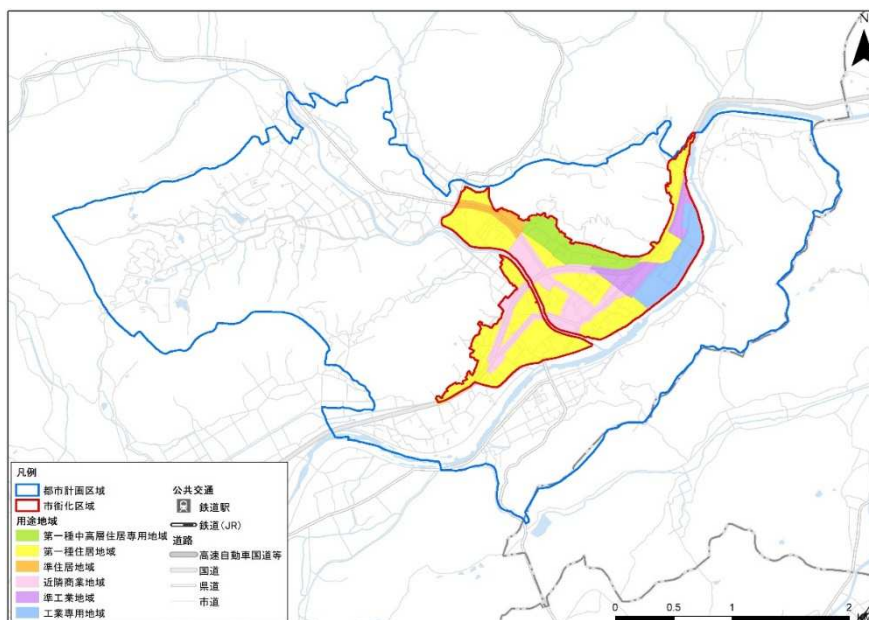 N
凡例
都市計画区域
市街化区域
用途地域
第一種中高層住居専用地域
第一種住居地域
準住居地域
近隣商業地域
準工業地域
工業専用地域
公共交通
鉄道駅
鉄道(JR)
道路
高速自動車国道等
国道
県道
市道
0 0.5 1 2